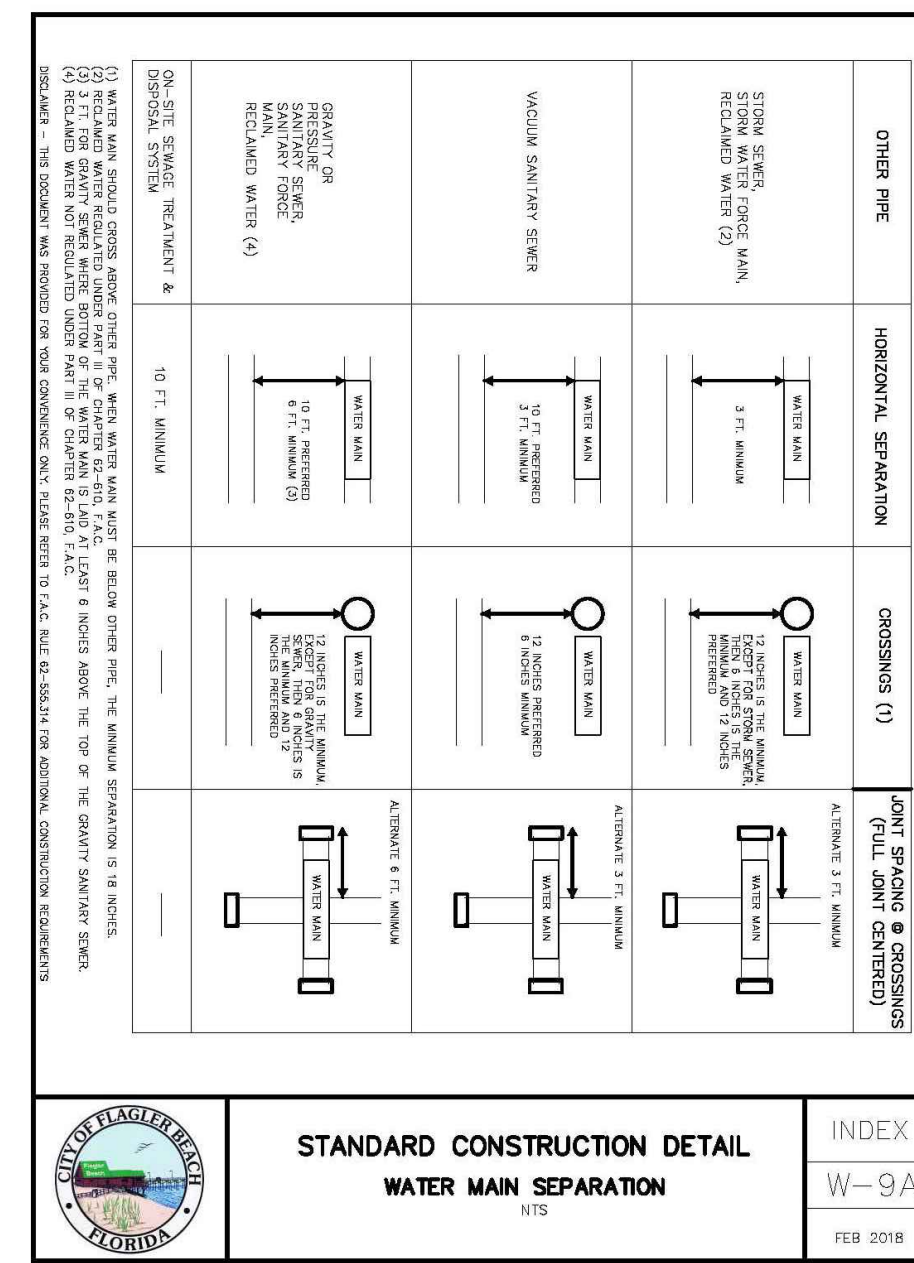 OTHER PIPE
HORIZONTAL SEPARATION
CROSSINGS (1)
JOINT SPACING @ CROSSINGS
(FULL JOINT CENTERED)
STORM SEWER,
STORM WATER FORCE MAIN,
RECLAIMED WATER (2)
WATER MAIN
3 FT. MINIMUM
WATER MAIN
12 INCHES IS THE MINIMUM,
EXCEPT FOR STORM SEWER,
THEN 6 INCHES IS THE
MINIMUM AND 12 INCHES
PREFERRED
ALTERNATE 3 FT. MINIMUM
WATER MAIN
VACUUM SANITARY SEWER
WATER MAIN
10 FT. PREFERRED
3 FT. MINIMUM
WATER MAIN
12 INCHES PREFERRED
6 INCHES MINIMUM
ALTERNATE 3 FT. MINIMUM
WATER MAIN
GRAVITY OR
PRESSURE
SANITARY SEWER,
SANITARY FORCE
MAIN,
RECLAIMED WATER (4)
WATER MAIN
10 FT. PREFERRED
6 FT. MINIMUM (3)
WATER MAIN
12 INCHES IS THE MINIMUM,
EXCEPT FOR GRAVITY
SEWER, THEN 6 INCHES IS
THE MINIMUM AND 12
INCHES PREFERRED
ALTERNATE 6 FT. MINIMUM
WATER MAIN
ON-SITE SEWAGE TREATMENT &
DISPOSAL SYSTEM
10 FT. MINIMUM
(1) WATER MAIN SHOULD CROSS ABOVE OTHER PIPE. WHEN WATER MAIN MUST BE BELOW OTHER PIPE, THE MINIMUM SEPARATION IS 18 INCHES.
(2) RECLAIMED WATER REGULATED UNDER PART III OF CHAPTER 62-610, F.A.C.
(3) 3 FT. FOR GRAVITY SEWER WHERE BOTTOM OF THE WATER MAIN IS LAID AT LEAST 6 INCHES ABOVE THE TOP OF THE GRAVITY SANITARY SEWER.
(4) RECLAIMED WATER NOT REGULATED UNDER PART III OF CHAPTER 62-610, F.A.C.
DISCLAIMER - THIS DOCUMENT WAS PROVIDED FOR YOUR CONVENIENCE ONLY. PLEASE REFER TO F.A.C. RULE 62-555.314 FOR ADDITIONAL CONSTRUCTION REQUIREMENTS
CITY OF FLAGLER BEACH
Flagler
Beach
FLORIDA
STANDARD CONSTRUCTION DETAIL
WATER MAIN SEPARATION
NTS
INDEX
W-9A
FEB 2018